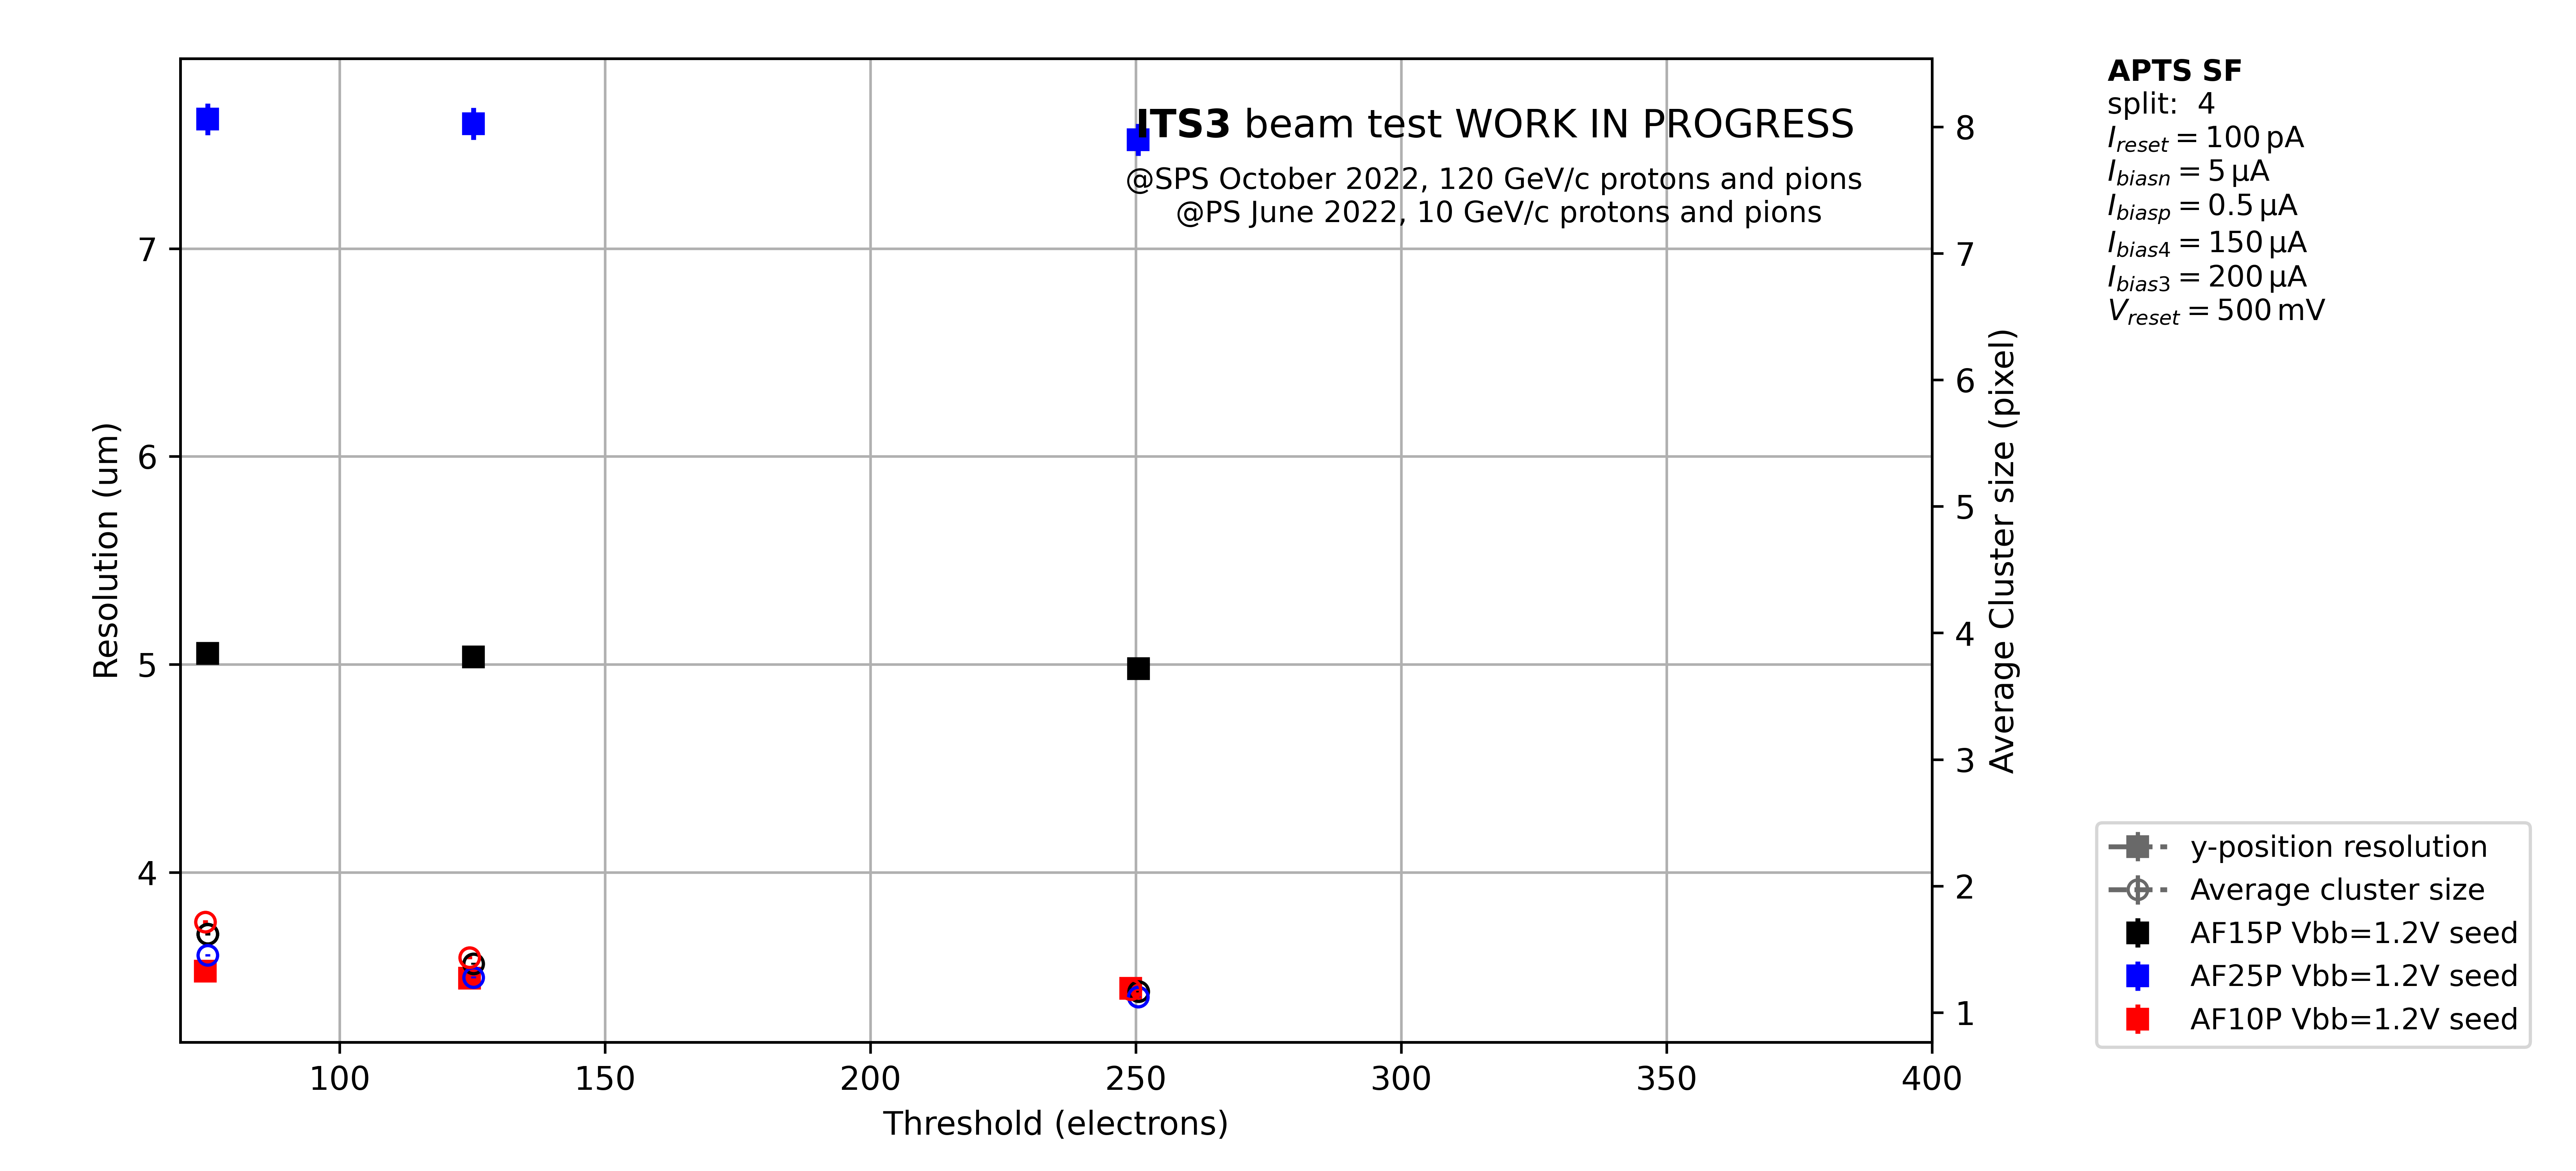 ITS3 beam test WORK IN PROGRESS
@SPS October 2022, 120 GeV/c protons and pions
@PS June 2022, 10 GeV/c protons and pions
Resolution (um)
7
6
5
4
100
150
200
250
300
350
400
Threshold (electrons)
8
7
6
5
4
3
2
1
Average Cluster size (pixel)
APTS SF
split: 4
I_reset = 100 pA
I_biasn = 5 μA
I_biasp = 0.5 μA
I_bias4 = 150 μA
I_bias3 = 200 μA
V_reset = 500 mV
y-position resolution
Average cluster size
AF15P Vbb=1.2V seed
AF25P Vbb=1.2V seed
AF10P Vbb=1.2V seed